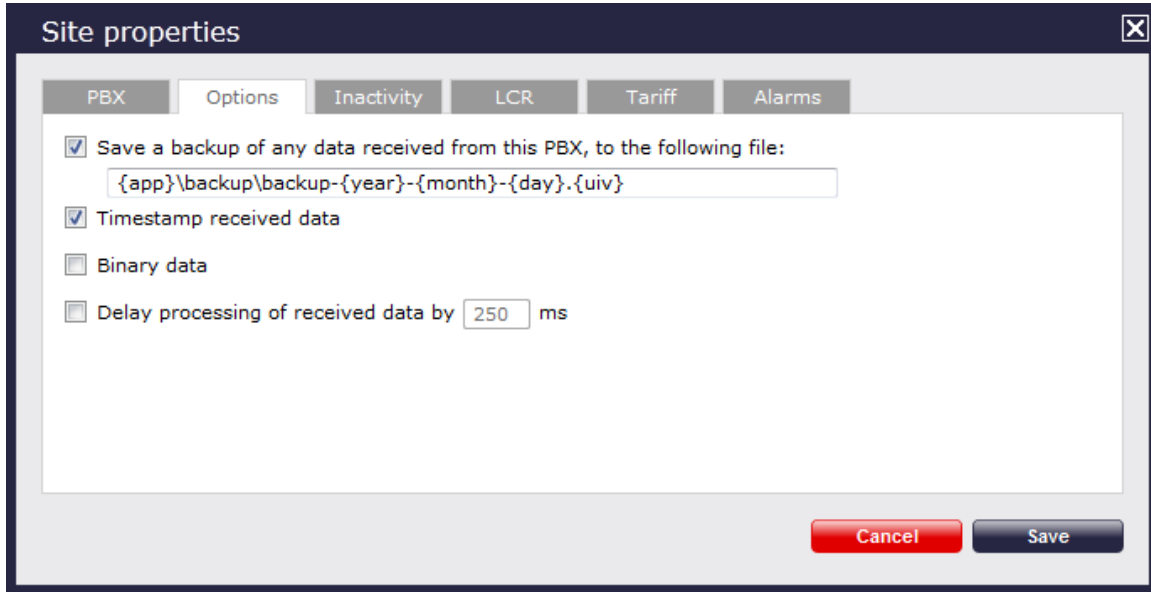 Site properties
PBX Options Inactivity LCR Tariff Alarms
Save a backup of any data received from this PBX, to the following file:
{app}\backup\backup-{year}-{month}-{day}.{uiv}
Timestamp received data
Binary data
Delay processing of received data by 250 ms
Cancel Save